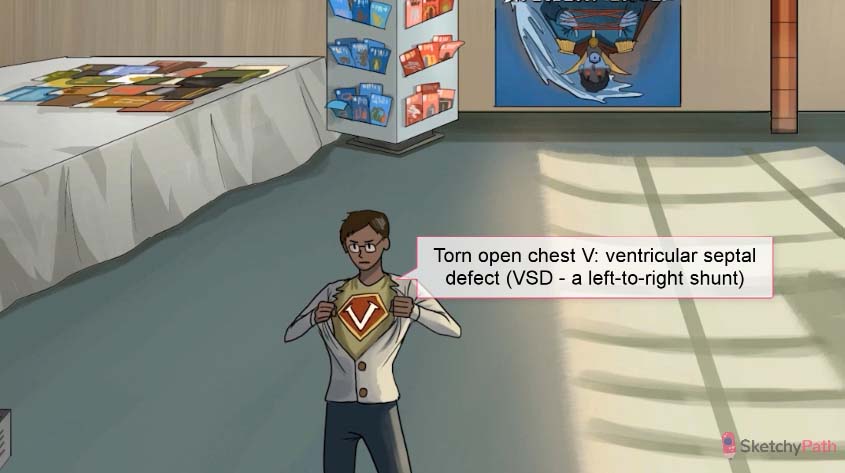 Torn open chest V: ventricular septal
defect (VSD - a left-to-right shunt)
V
SketchyPath